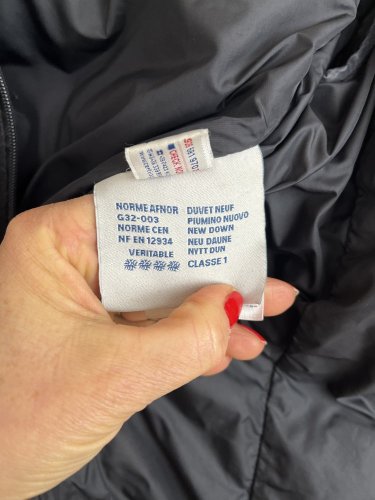 NORME AFNOR
G32-003
NORME CEN
NF EN 12934
VERITABLE
DUVET NEUF
PIUMINO NUOVO
NEW DOWN
NEU DAUNE
NYTT DUN
CLASSE 1